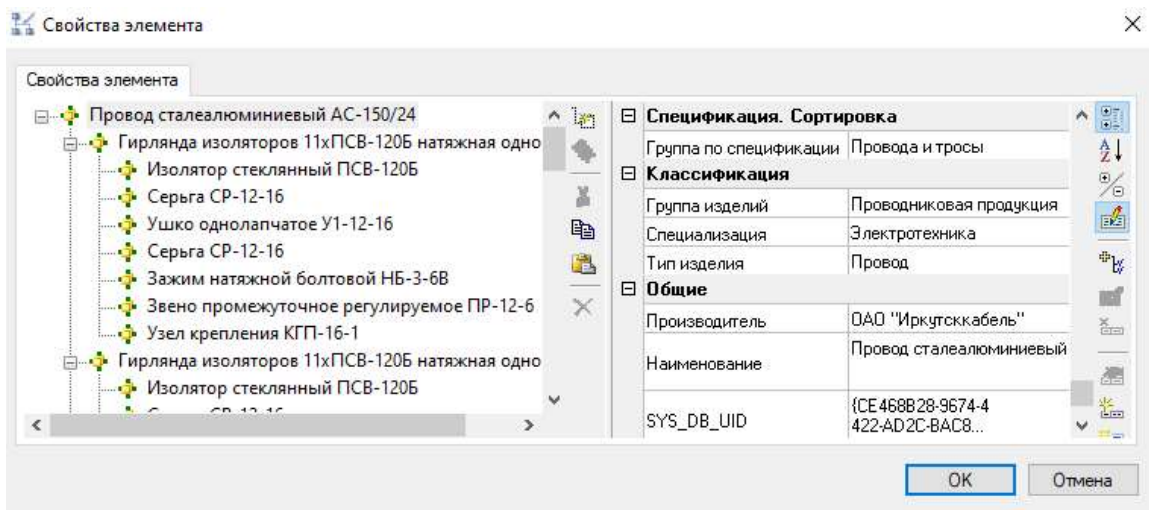 Свойства элемента
Свойства элемента
Провод сталеалюминиевый АС-150/24
Гирлянда изоляторов 11хПСВ-120Б натяжная одно
Изолятор стеклянный ПСВ-120Б
Серьга СР-12-16
Ушко однолапчатое У1-12-16
Серьга СР-12-16
Зажим натяжной болтовой НБ-3-6В
Звено промежуточное регулируемое ПР-12-6
Узел крепления КГП-16-1
Гирлянда изоляторов 11хПСВ-120Б натяжная одно
Изолятор стеклянный ПСВ-120Б
Спецификация. Сортировка
Группа по спецификации Провода и тросы
Классификация
Группа изделий Проводниковая продукция
Специализация Электротехника
Тип изделия Провод
Общие
Производитель ОАО "Иркутсккабель"
Наименование Провод сталеалюминиевый
SYS_DB_UID {CE468B28-9674-4
422-AD2C-BAC8...
OK Отмена